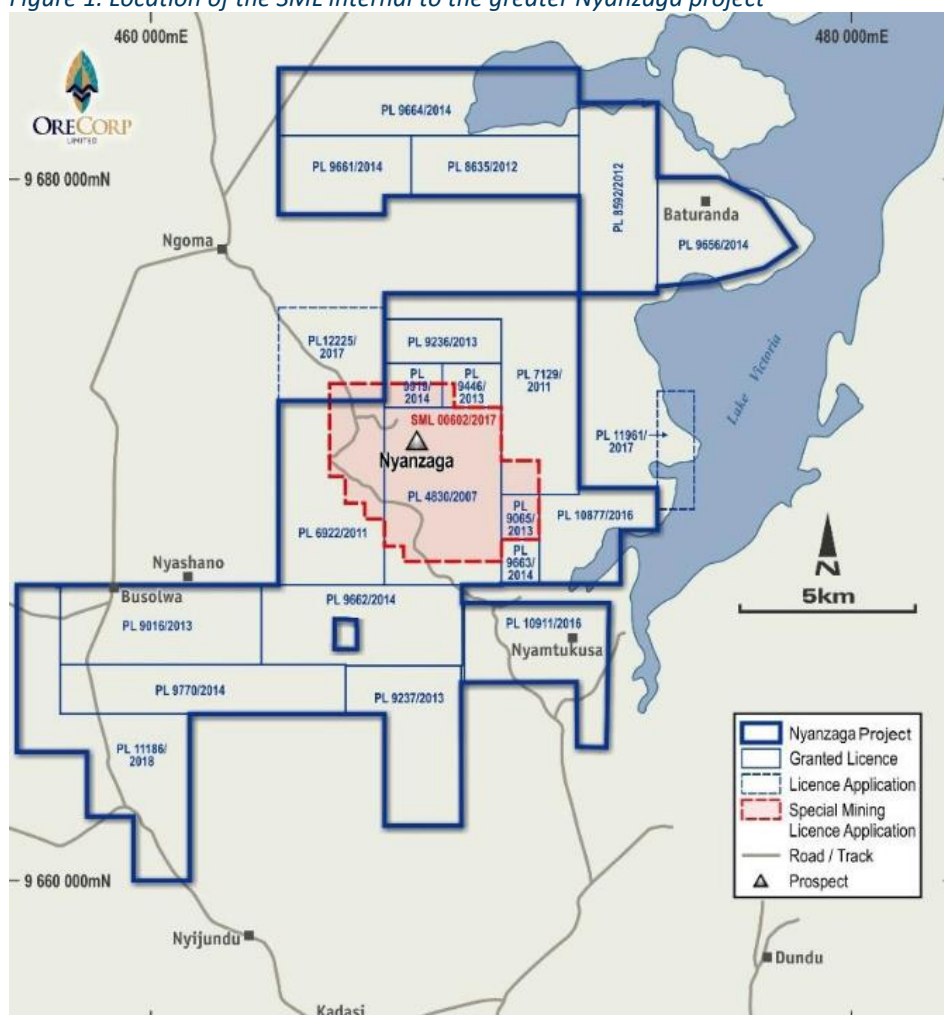 Figure 1: Location of the SML internal to the greater Nyanzaga project
460 000mE
480 000mE
ORECORP
LIMITED
PL 9664/2014
PL 9661/2014
PL 8635/2012
9 680 000mN
PL 8592/2012
Baturanda
PL 9656/2014
Ngoma
PL12225/
2017
PL 9236/2013
PL 7129/
2011
PL
9919/
2014
PL
9446/
2013
SML 00602/2017
Nyanzaga
PL 11961/
2017
Lake Victoria
PL 4830/2007
PL 6922/2011
PL
9065/
2013
PL 10877/2016
PL
9663/
2014
N
5km
Nyashano
Busolwa
PL 9662/2014
PL 9016/2013
PL 10911/2016
Nyamtukusa
PL 9770/2014
PL 9237/2013
PL 11186/
2018
Nyanzaga Project
Granted Licence
Licence Application
Special Mining
Licence Application
Road / Track
Prospect
9 660 000mN
Nyijundu
Dundu
Kadasi